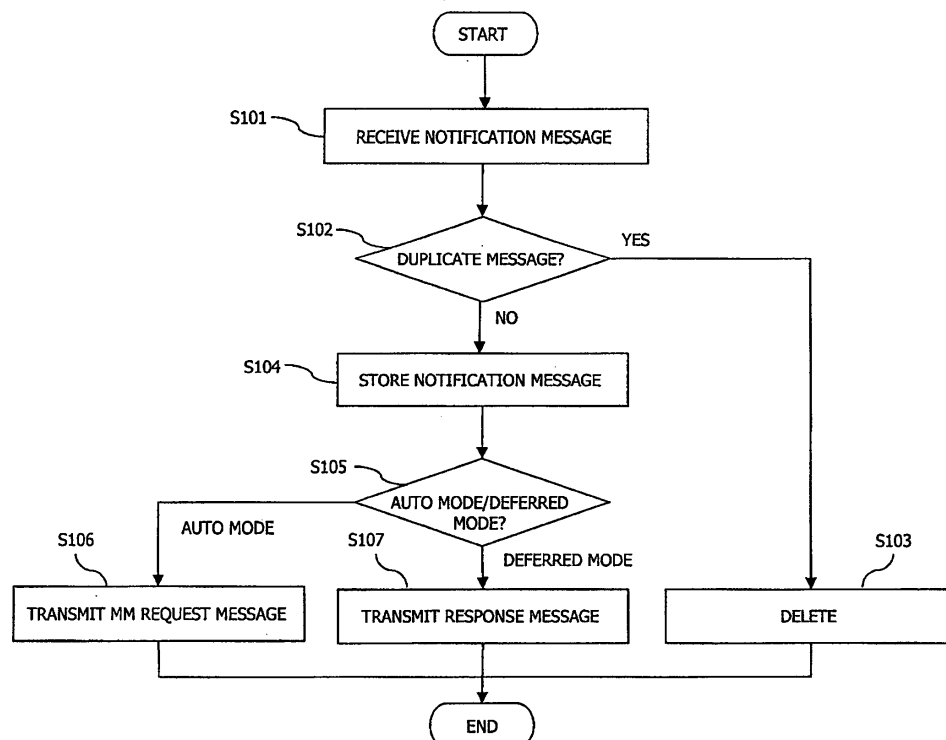 START
S101
RECEIVE NOTIFICATION MESSAGE
S102
DUPLICATE MESSAGE?
YES
NO
S104
STORE NOTIFICATION MESSAGE
S105
AUTO MODE/DEFERRED
MODE?
AUTO MODE
DEFERRED MODE
S106
TRANSMIT MM REQUEST MESSAGE
S107
TRANSMIT RESPONSE MESSAGE
S103
DELETE
END